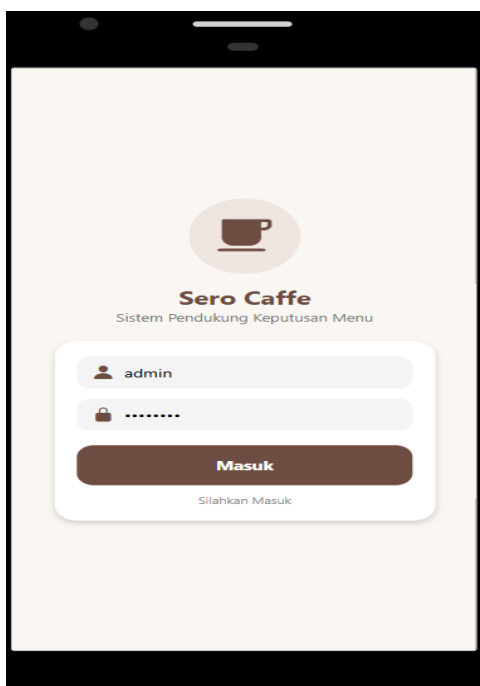 Sero Caffe
Sistem Pendukung Keputusan Menu
admin
••••••••
Masuk
Silahkan Masuk